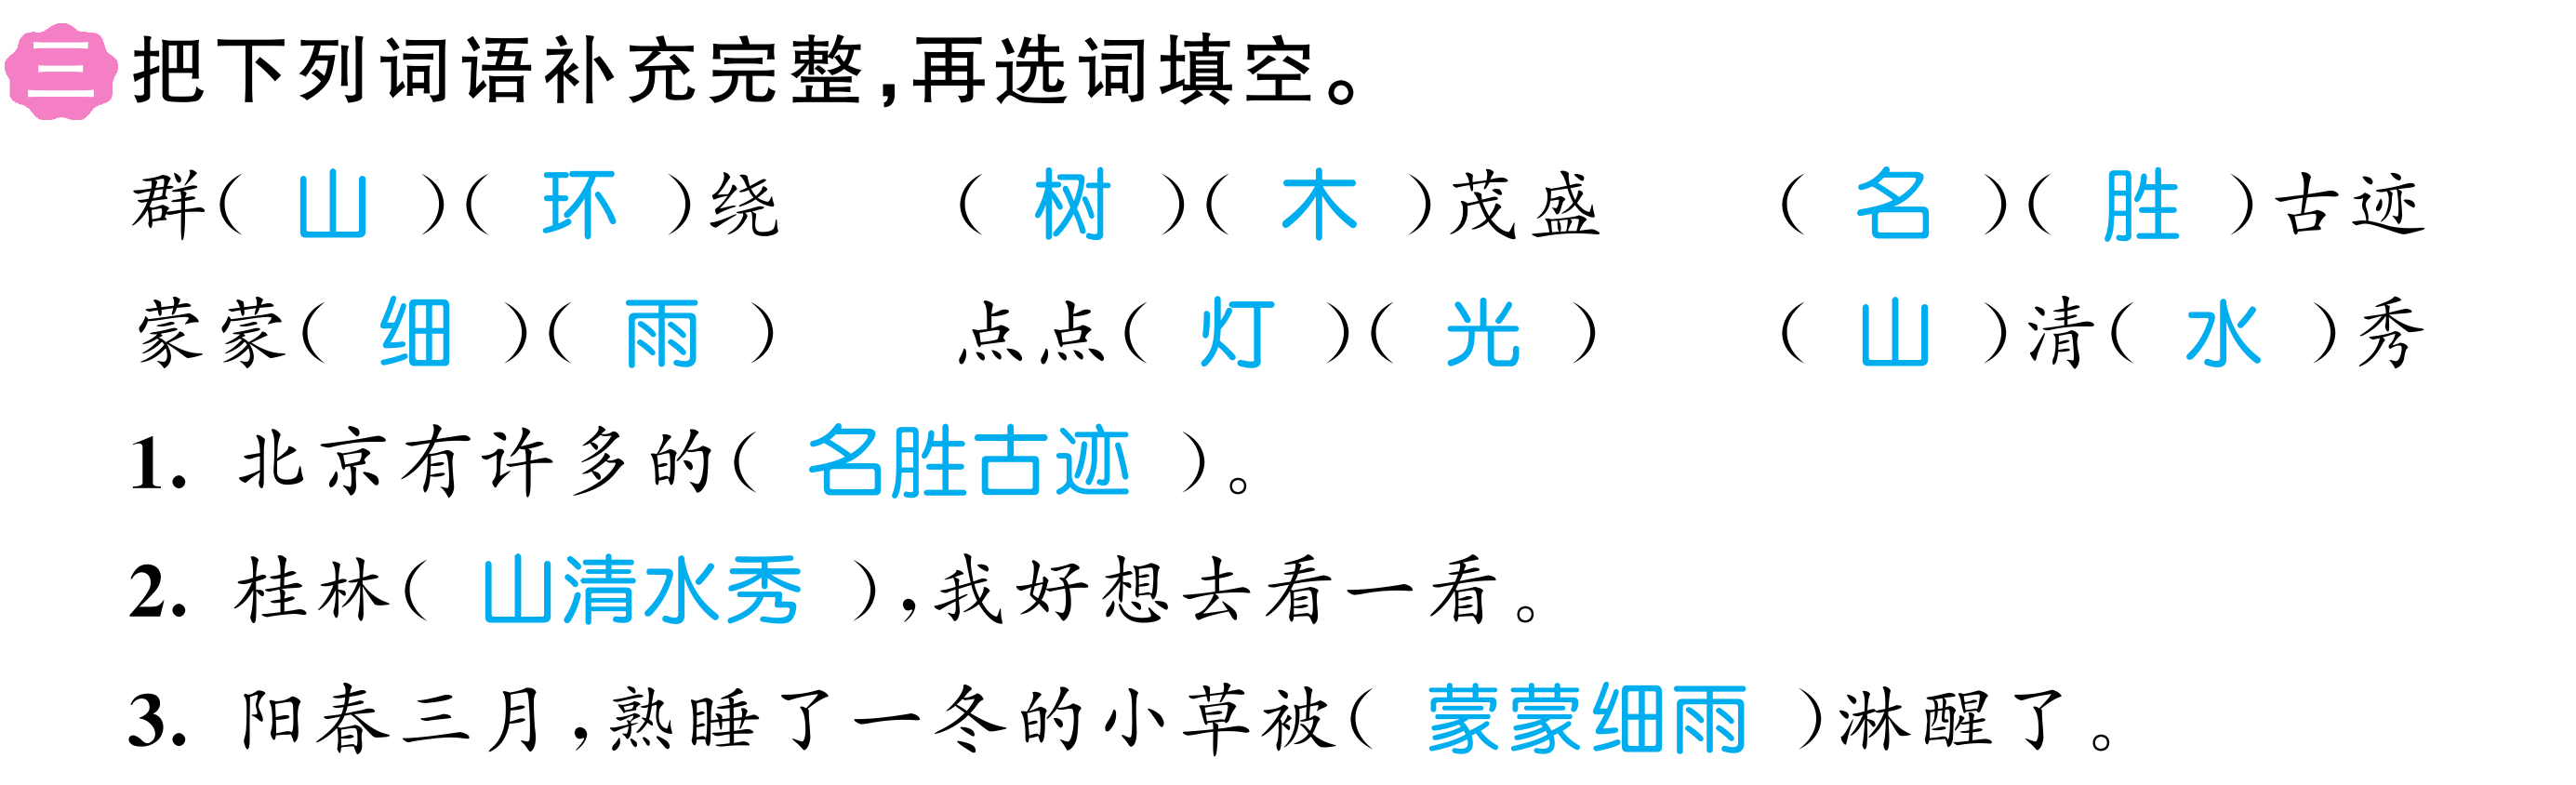 三 把下列词语补充完整,再选词填空。
群( 山 )( 环 )绕 ( 树 )( 木 )茂盛 ( 名 )( 胜 )古迹
蒙蒙( 细 )( 雨 ) 点点( 灯 )( 光 ) ( 山 )清( 水 )秀
1. 北京有许多的( 名胜古迹 )。
2. 桂林( 山清水秀 ),我好想去看一看。
3. 阳春三月,熟睡了一冬的小草被( 蒙蒙细雨 )淋醒了。